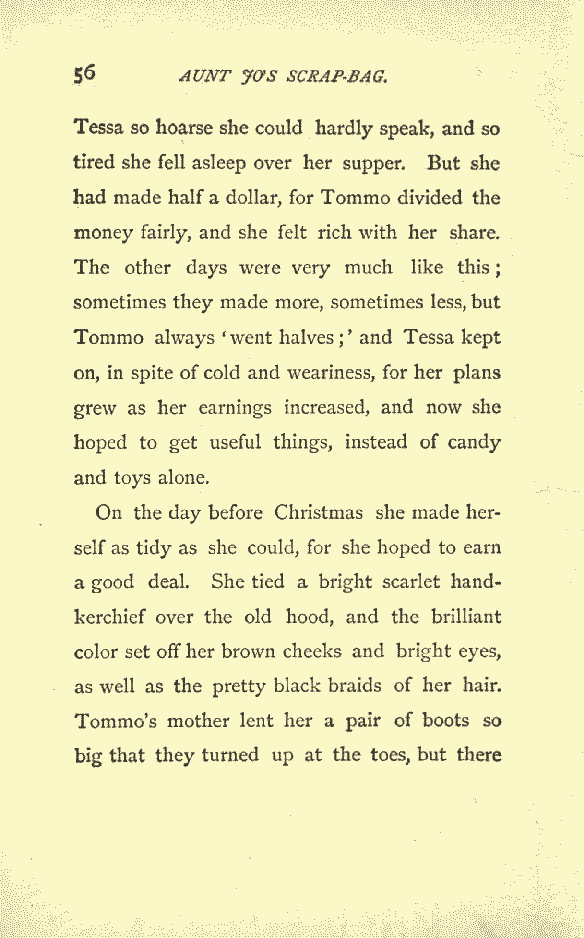 56 AUNT JO'S SCRAP-BAG.
Tessa so hoarse she could hardly speak, and so
tired she fell asleep over her supper. But she
had made half a dollar, for Tommo divided the
money fairly, and she felt rich with her share.
The other days were very much like this;
sometimes they made more, sometimes less, but
Tommo always 'went halves;' and Tessa kept
on, in spite of cold and weariness, for her plans
grew as her earnings increased, and now she
hoped to get useful things, instead of candy
and toys alone.
On the day before Christmas she made her-
self as tidy as she could, for she hoped to earn
a good deal. She tied a bright scarlet hand-
kerchief over the old hood, and the brilliant
color set off her brown cheeks and bright eyes,
as well as the pretty black braids of her hair.
Tommo's mother lent her a pair of boots so
big that they turned up at the toes, but there